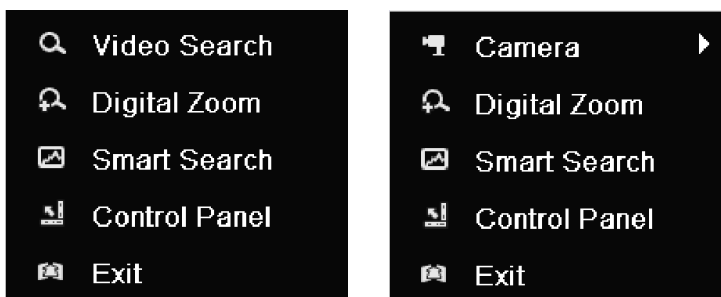 Video Search
Digital Zoom
Smart Search
Control Panel
Exit
Camera
Digital Zoom
Smart Search
Control Panel
Exit